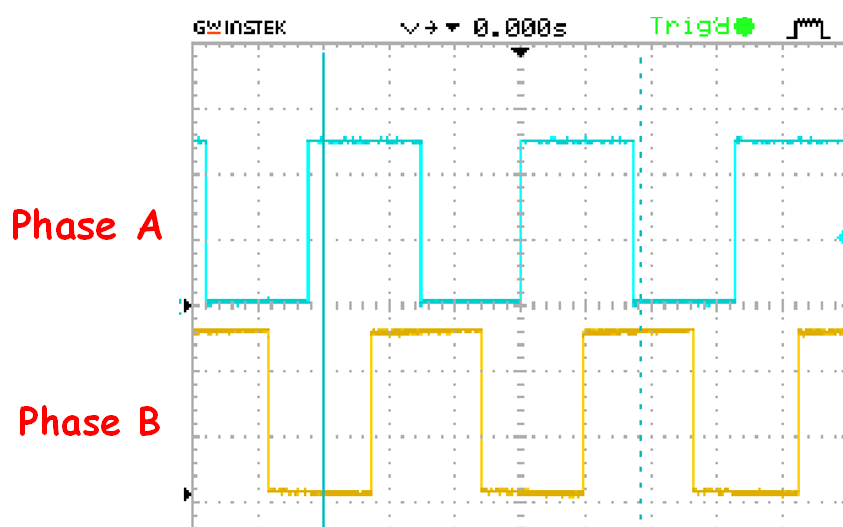 GWINSTEK 0.000s Trig'd
Phase A
Phase B